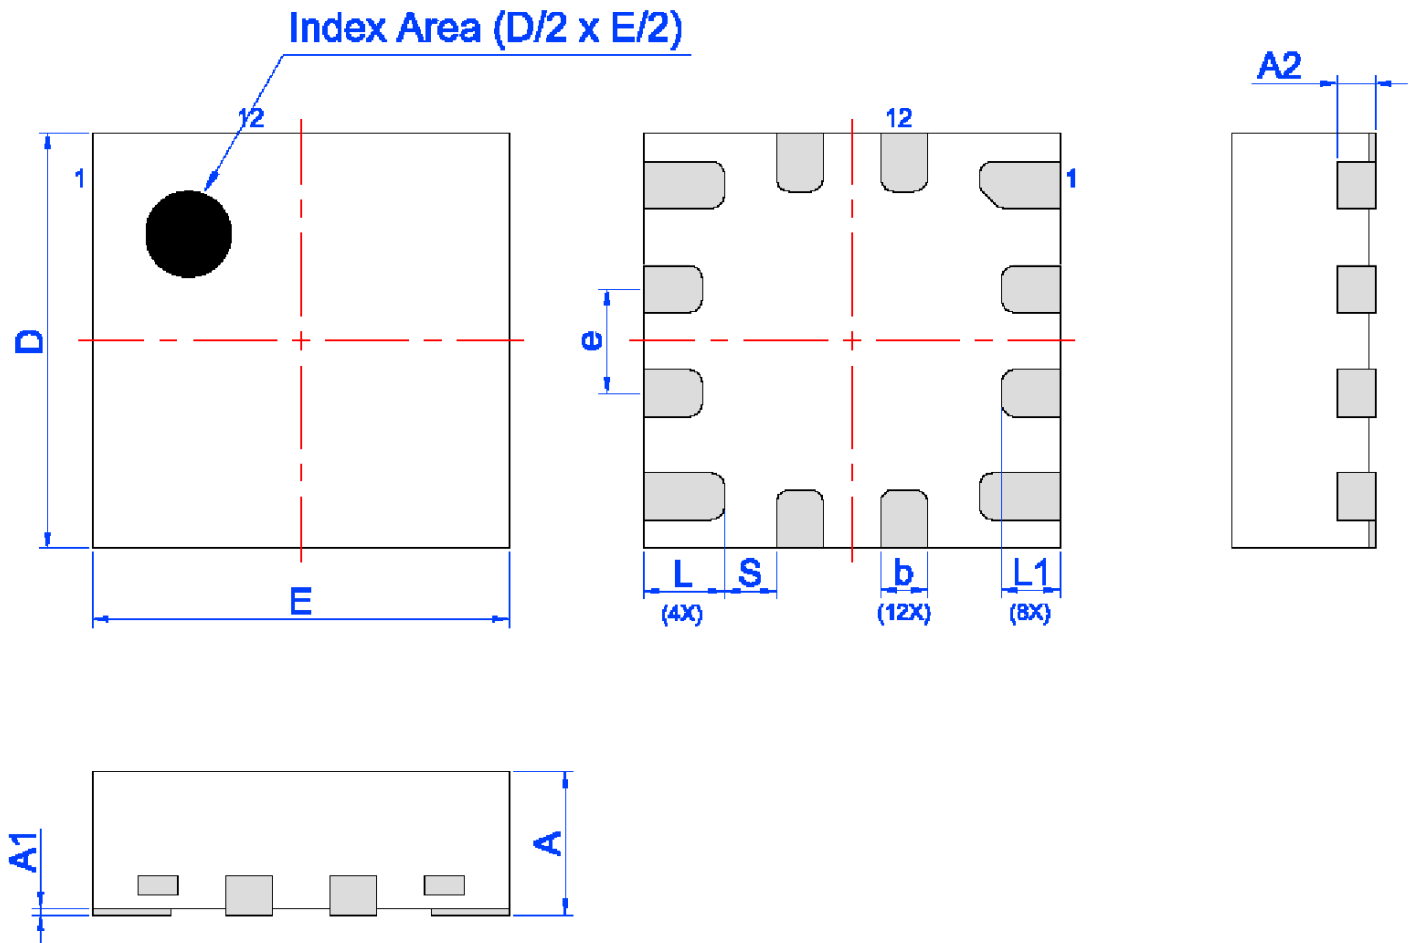 Index Area (D/2 x E/2)
A2
12
12
1
1
D
e
L
S
b
L1
(4X)
(12X)
(8X)
E
A1
A